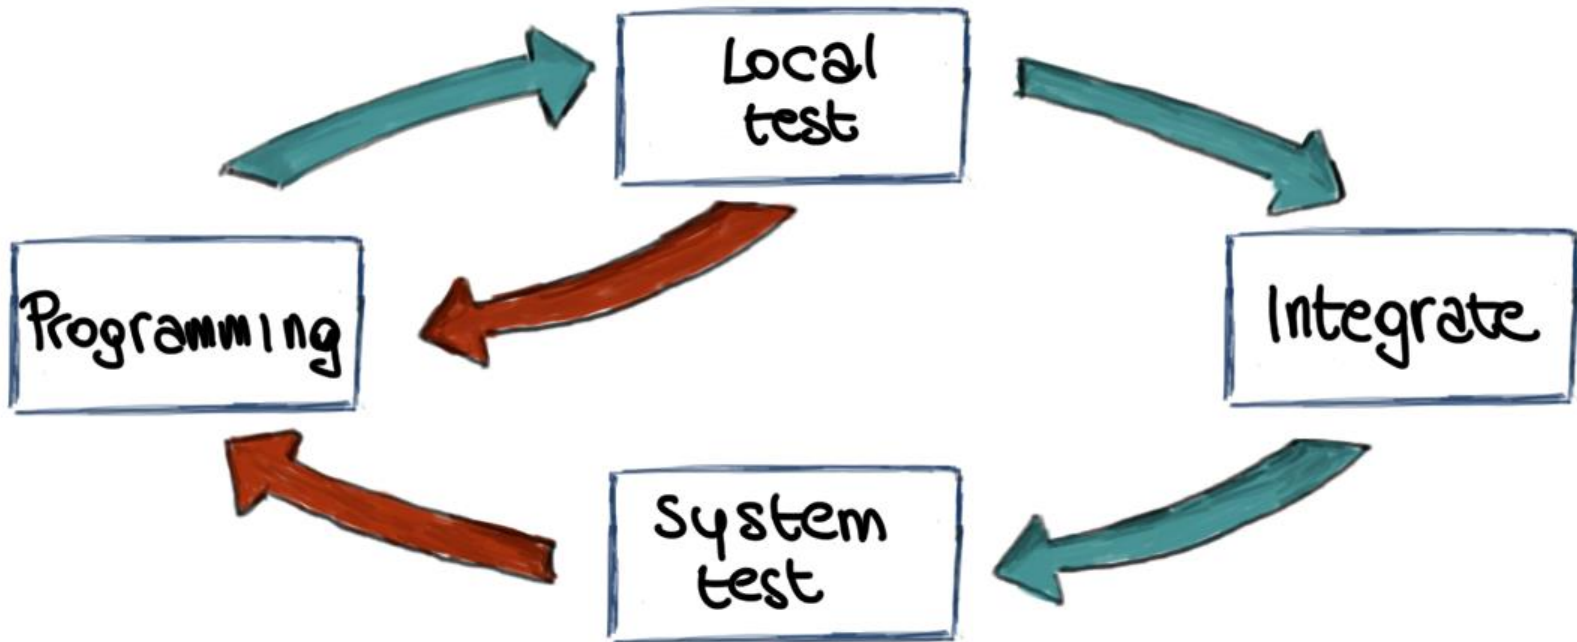 Local
test
Programming
Integrate
System
test